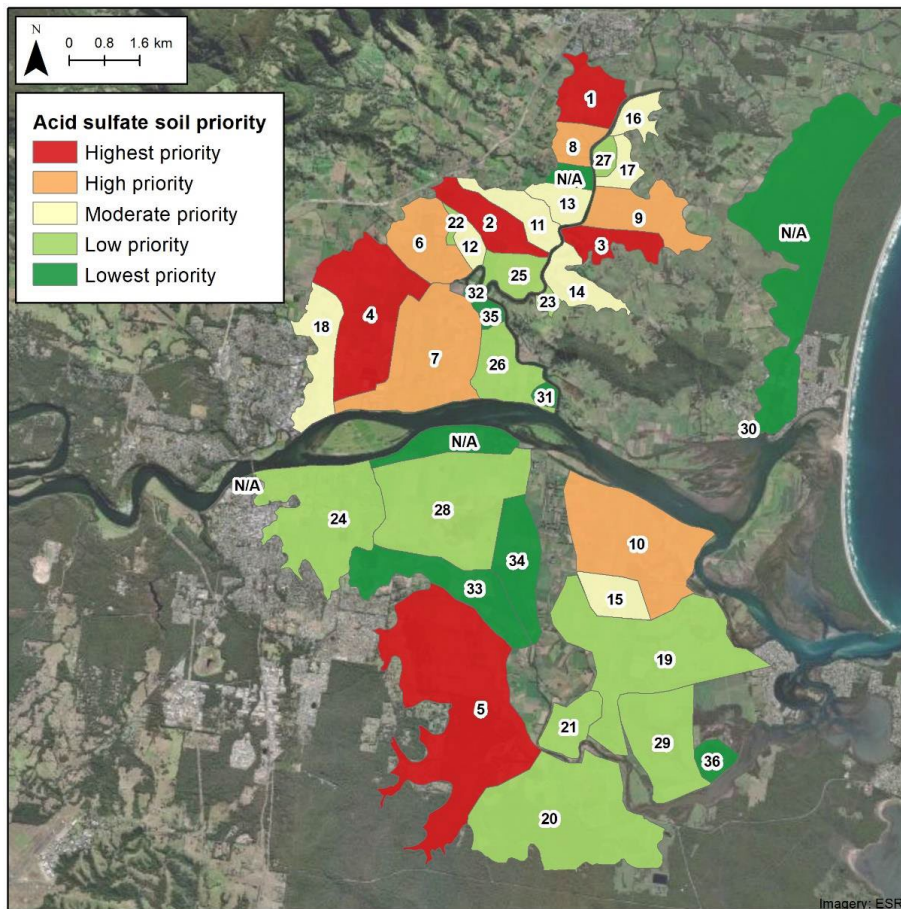 N
0 0.8 1.6 km
Acid sulfate soil priority
Highest priority
High priority
Moderate priority
Low priority
Lowest priority
1
16
8
27
N/A
17
13
9
2
22
11
N/A
6
12
3
25
14
32
23
4
35
18
7
26
31
30
N/A
N/A
24
28
10
34
33
15
19
5
21
29
36
20
Imagery: ESR